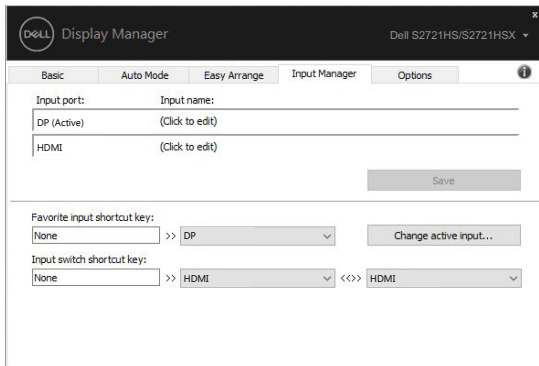 DELL Display Manager Dell S2721HS/S2721HSX
x
Basic Auto Mode Easy Arrange Input Manager Options i
Input port: Input name:
DP (Active) (Click to edit)
HDMI (Click to edit)
Save
Favorite input shortcut key:
None >> DP Change active input...
Input switch shortcut key:
None >> HDMI <<>> HDMI